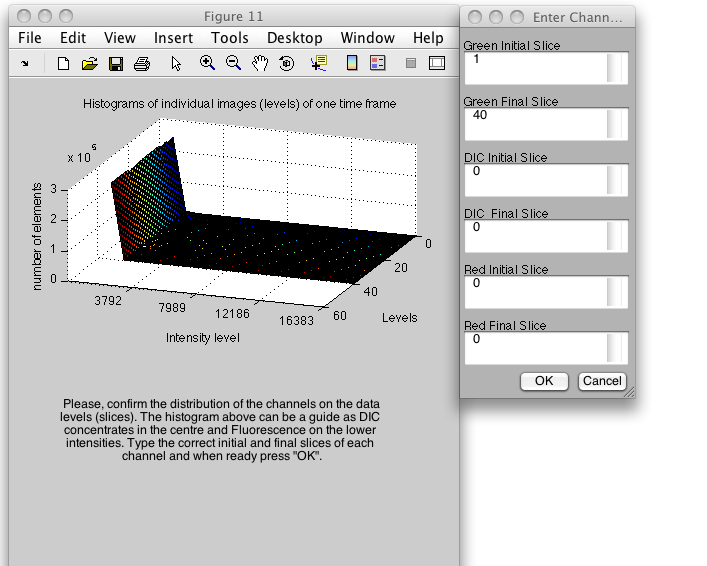 Figure 11
File Edit View Insert Tools Desktop Window Help
Histograms of individual images (levels) of one time frame
x 10
3
2
1
0
number of elements
3792
7989
12186
16383
Intensity level
0
20
40
60
Levels
Please, confirm the distribution of the channels on the data
levels (slices). The histogram above can be a guide as DIC
concentrates in the centre and Fluorescence on the lower
intensities. Type the correct initial and final slices of each
channel and when ready press "OK".
Enter Chann...
Green Initial Slice
1
Green Final Slice
40
DIC Initial Slice
0
DIC Final Slice
0
Red Initial Slice
0
Red Final Slice
0
OK Cancel